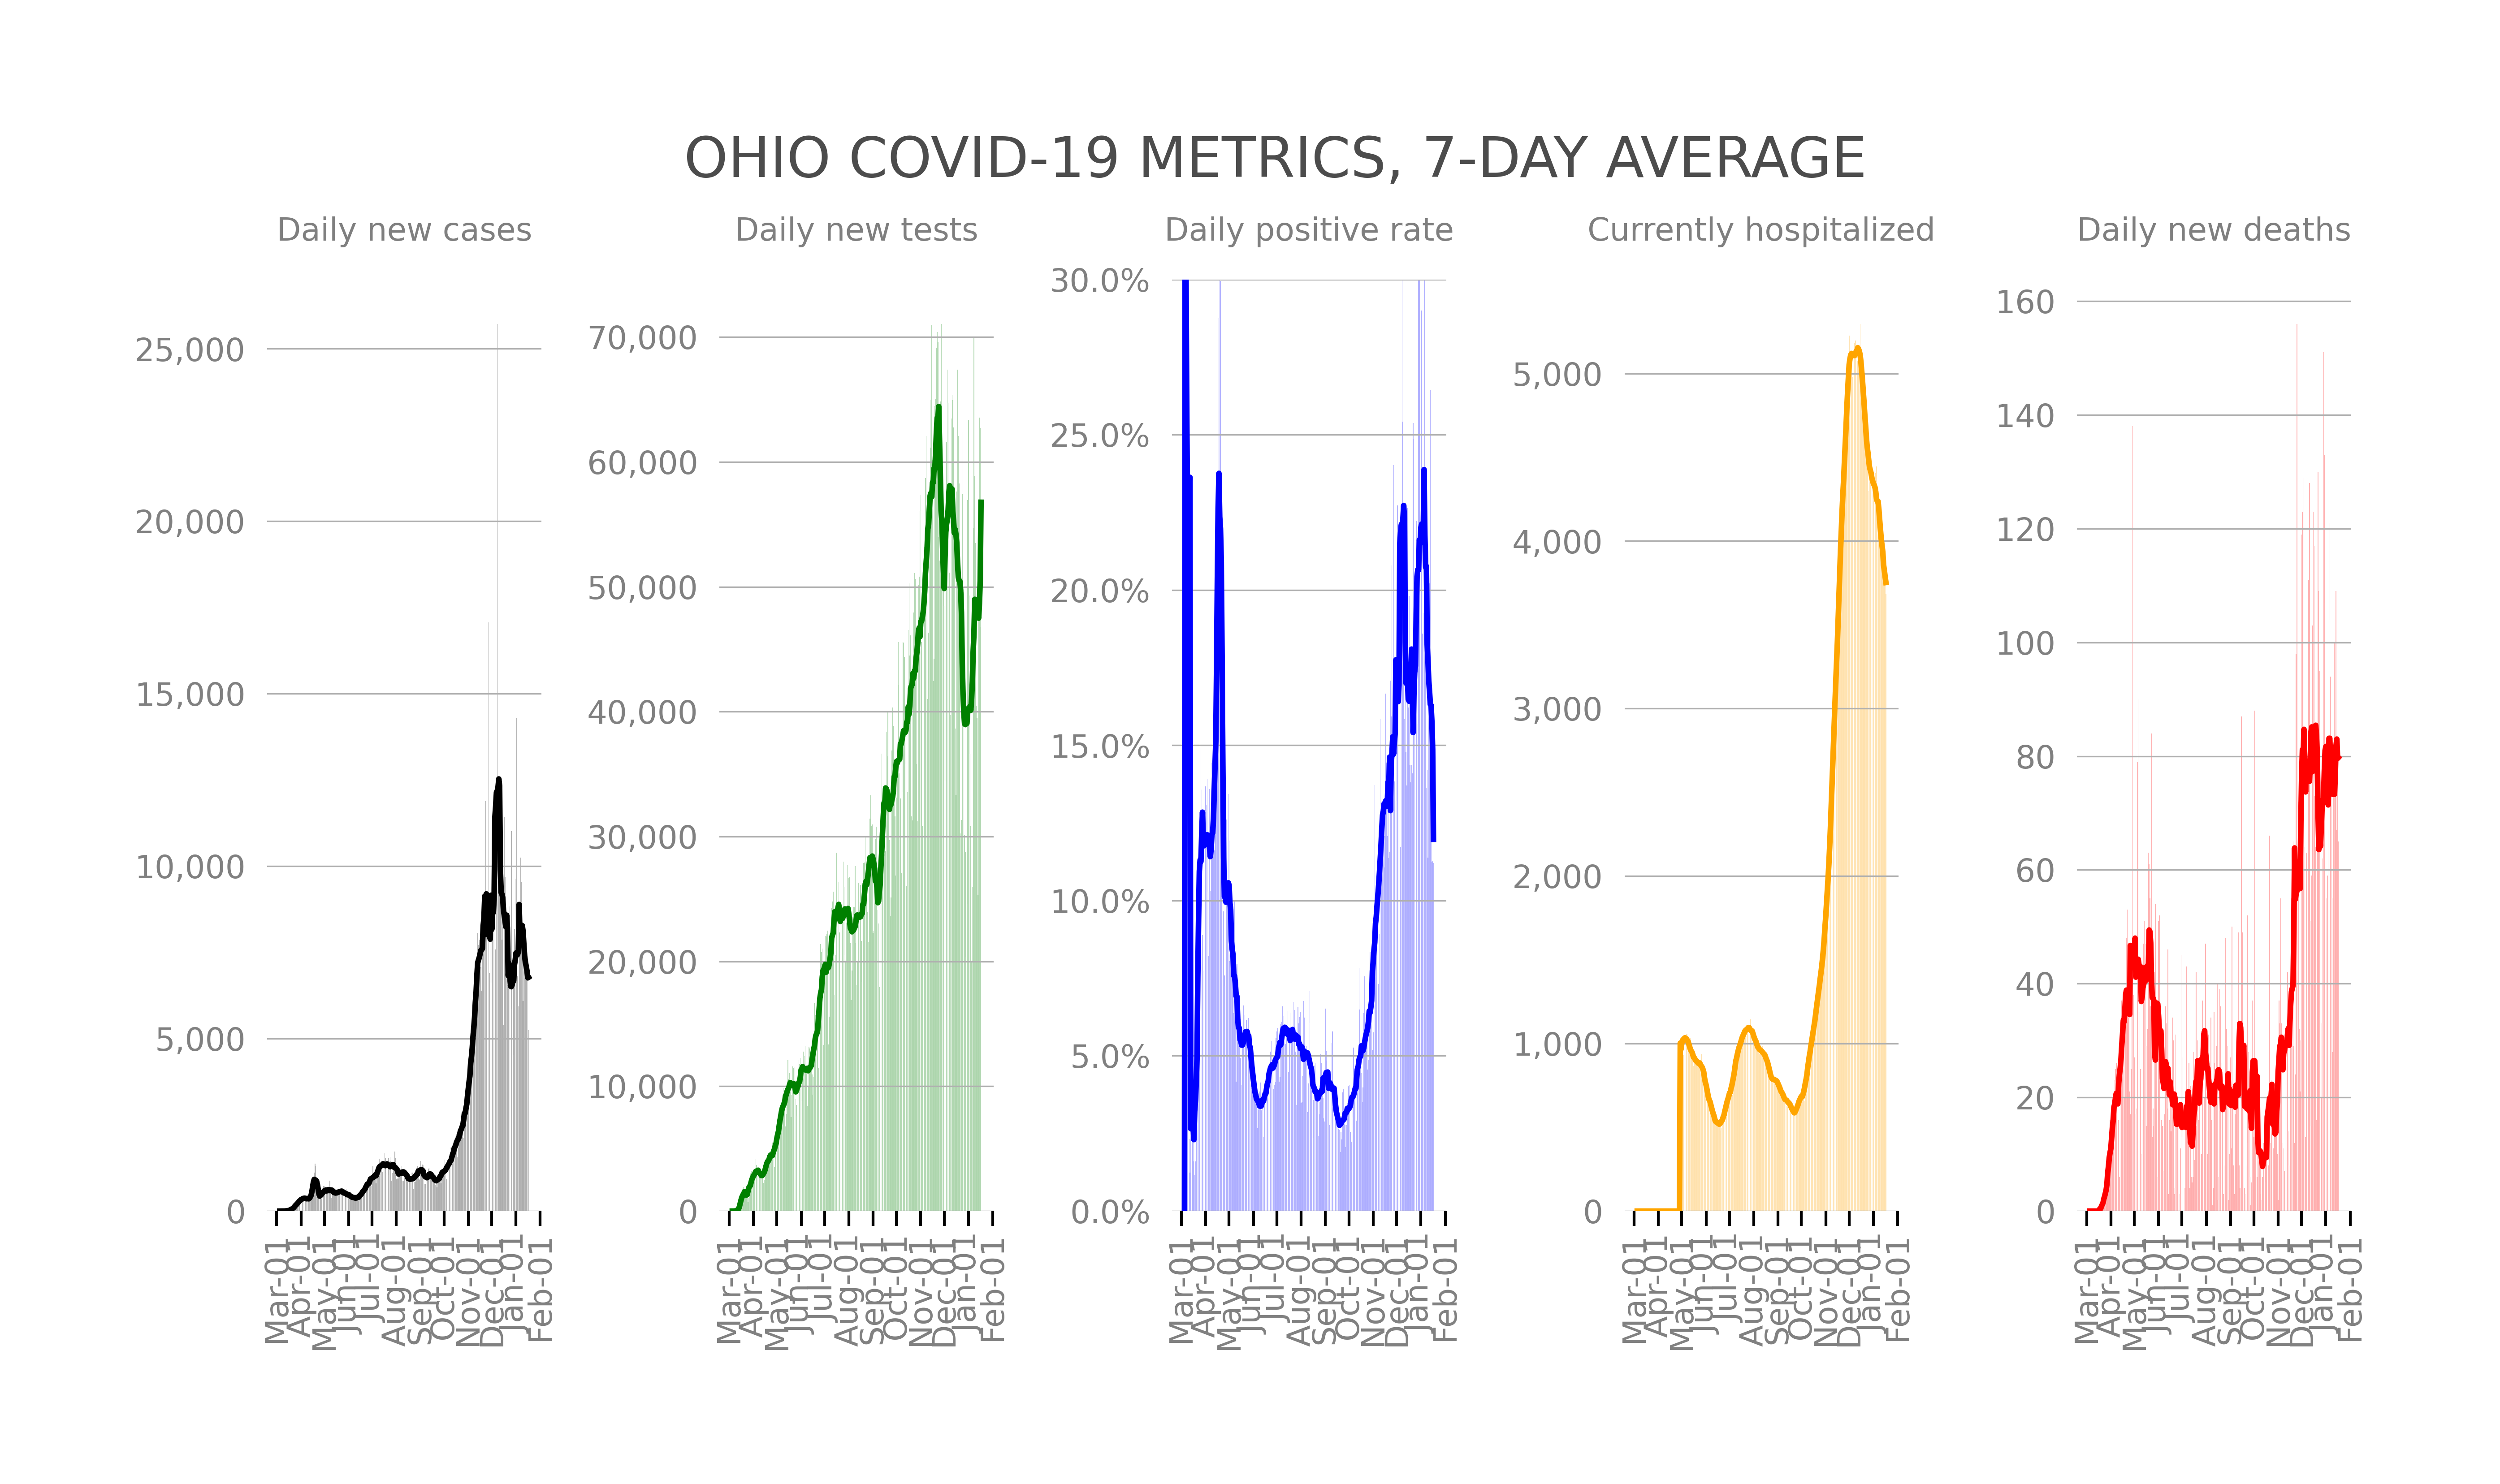 OHIO COVID-19 METRICS, 7-DAY AVERAGE
Daily new cases
25,000
20,000
15,000
10,000
5,000
0
Mar-01
Apr-01
May-01
Jun-01
Jul-01
Aug-01
Sep-01
Oct-01
Nov-01
Dec-01
Jan-01
Feb-01
Daily new tests
70,000
60,000
50,000
40,000
30,000
20,000
10,000
0
Mar-01
Apr-01
May-01
Jun-01
Jul-01
Aug-01
Sep-01
Oct-01
Nov-01
Dec-01
Jan-01
Feb-01
Daily positive rate
30.0%
25.0%
20.0%
15.0%
10.0%
5.0%
0.0%
Mar-01
Apr-01
May-01
Jun-01
Jul-01
Aug-01
Sep-01
Oct-01
Nov-01
Dec-01
Jan-01
Feb-01
Currently hospitalized
5,000
4,000
3,000
2,000
1,000
0
Mar-01
Apr-01
May-01
Jun-01
Jul-01
Aug-01
Sep-01
Oct-01
Nov-01
Dec-01
Jan-01
Feb-01
Daily new deaths
160
140
120
100
80
60
40
20
0
Mar-01
Apr-01
May-01
Jun-01
Jul-01
Aug-01
Sep-01
Oct-01
Nov-01
Dec-01
Jan-01
Feb-01